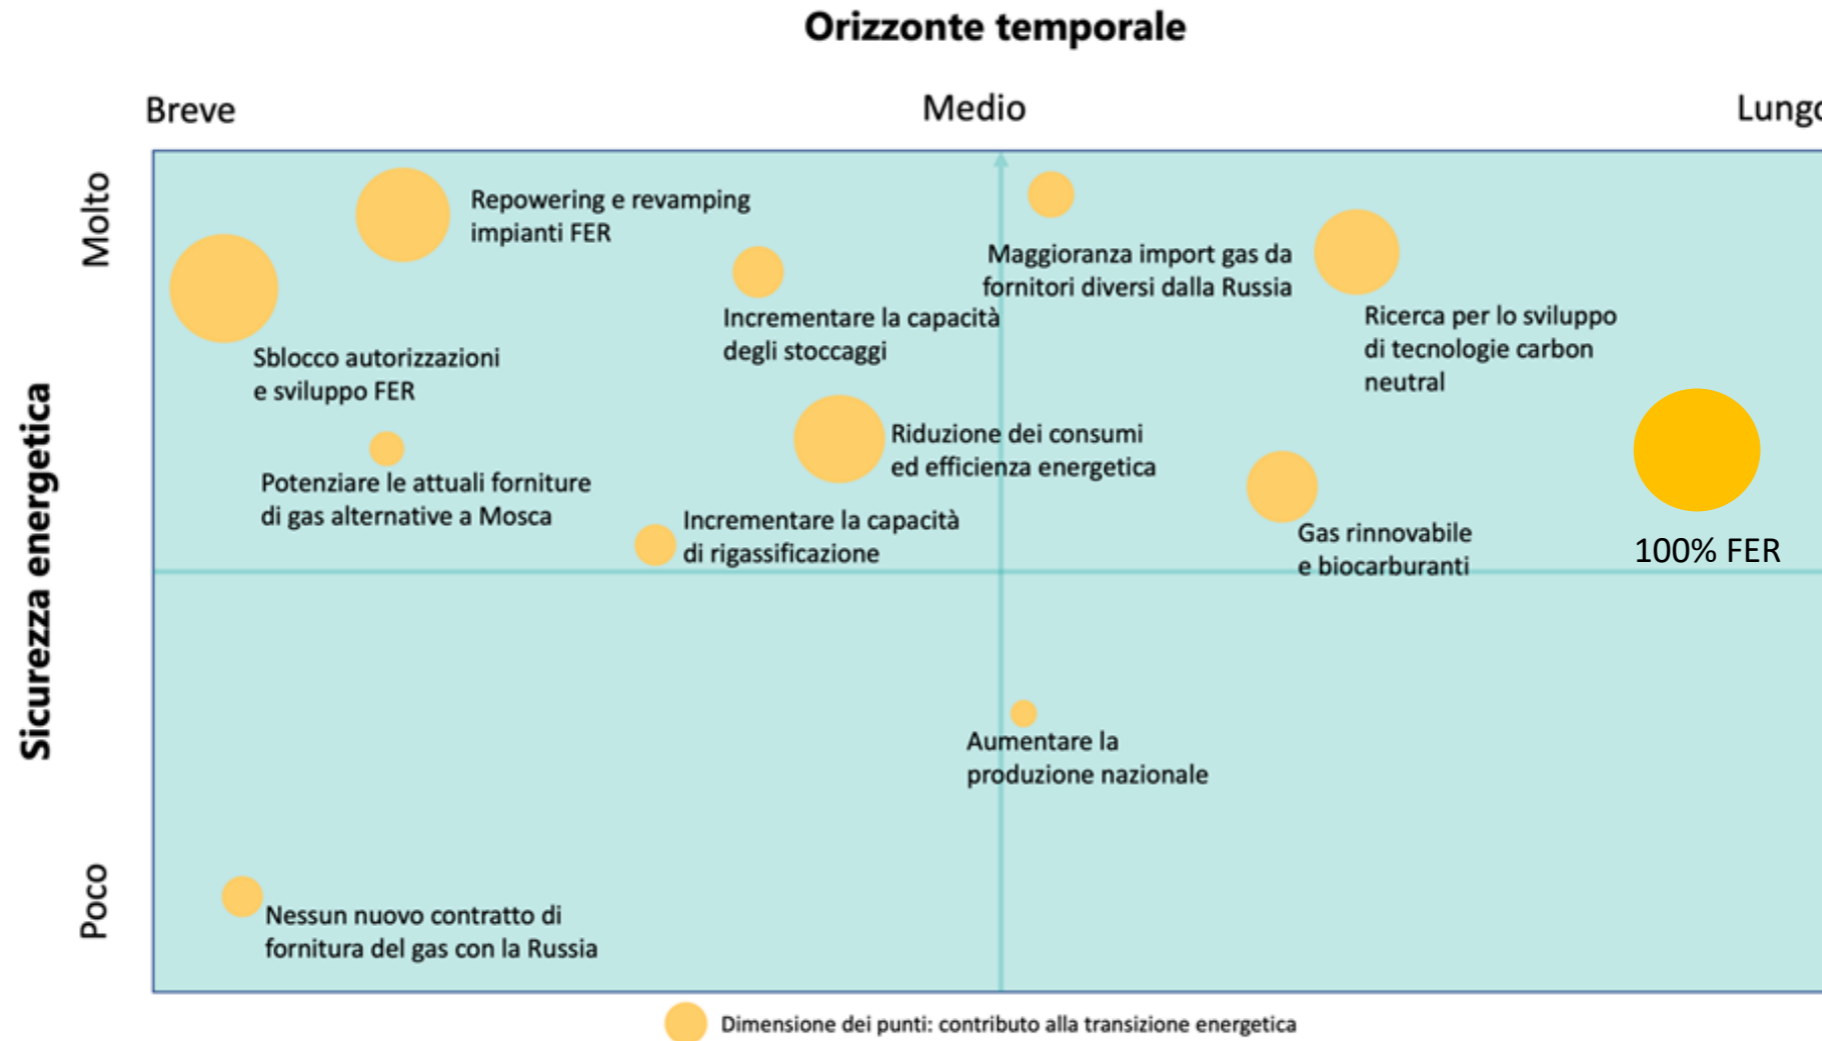 Orizzonte temporale
Breve
Medio
Lungo
Molto
Sicurezza energetica
Poco
Repowering e revamping
impianti FER
Sblocco autorizzazioni
e sviluppo FER
Incrementare la capacità
degli stoccaggi
Maggioranza import gas da
fornitori diversi dalla Russia
Ricerca per lo sviluppo
di tecnologie carbon
neutral
Potenziare le attuali forniture
di gas alternative a Mosca
Riduzione dei consumi
ed efficienza energetica
Incrementare la capacità
di rigassificazione
Gas rinnovabile
e biocarburanti
100% FER
Aumentare la
produzione nazionale
Nessun nuovo contratto di
fornitura del gas con la Russia
Dimensione dei punti: contributo alla transizione energetica